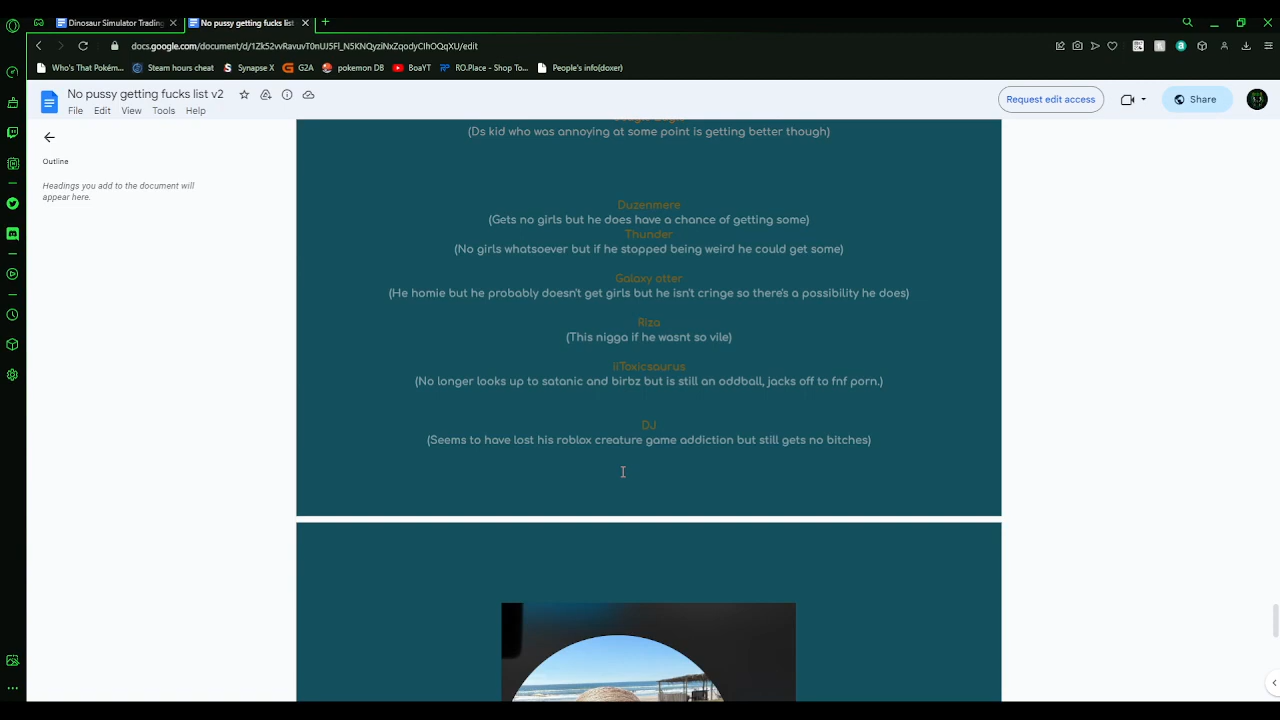 Dinosaur Simulator Trading
No pussy getting fucks list
docs.google.com/document/d/1Zk52vvRavuvT0nUJ5Fl_N5KNQyziNxZqodyClhOQqXU/edit
Who's That Pokém...
Steam hours cheat
Synapse X
G2A
pokemon DB
BoaYT
RO.Place - Shop To...
People's info(doxer)
No pussy getting fucks list v2
File Edit View Tools Help
Request edit access
Share
Outline
Headings you add to the document will
appear here.
(Ds kid who was annoying at some point is getting better though)
Duzenmere
(Gets no girls but he does have a chance of getting some)
Thunder
(No girls whatsoever but if he stopped being weird he could get some)
Galaxy otter
(He homie but he probably doesn't get girls but he isn't cringe so there's a possibility he does)
Riza
(This nigga if he wasnt so vile)
iiToxicsaurus
(No longer looks up to satanic and birbz but is still an oddball, jacks off to fnf porn.)
DJ
(Seems to have lost his roblox creature game addiction but still gets no bitches)